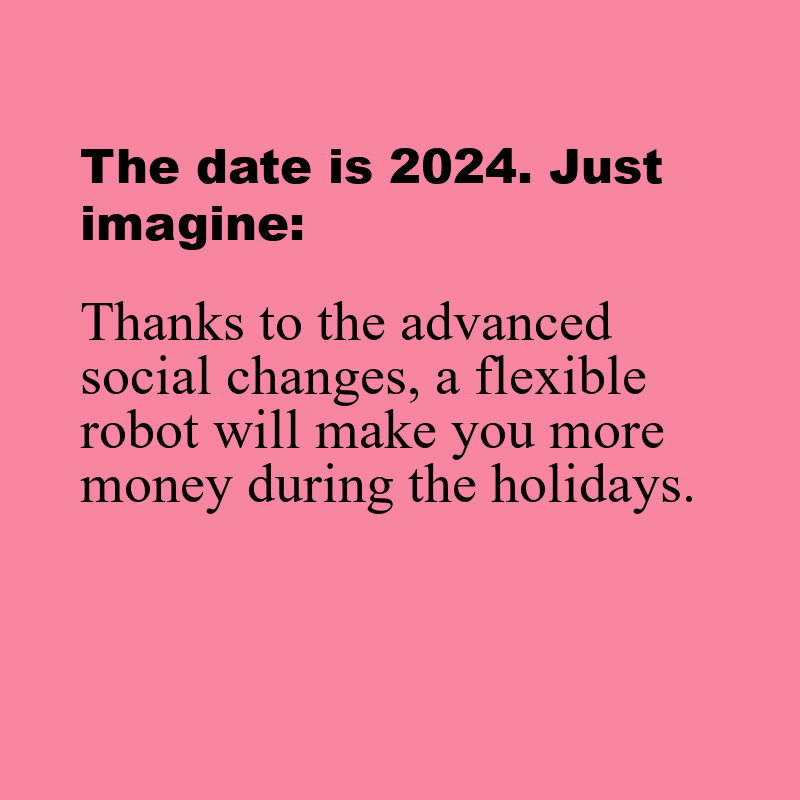 The date is 2024. Just
imagine:
Thanks to the advanced
social changes, a flexible
robot will make you more
money during the holidays.